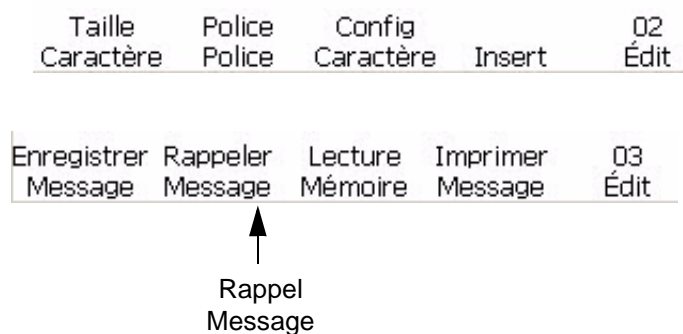 Taille Police Config 02
Caractère Police Caractère Insert Édit
Enregistrer Rappeler Lecture Imprimer 03
Message Message Mémoire Message Édit
Rappel
Message